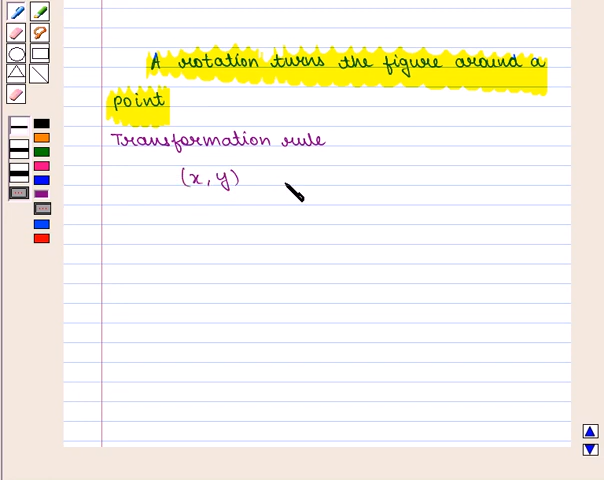 A rotation turns the figure around a
point
Transformation rule
(x, y)